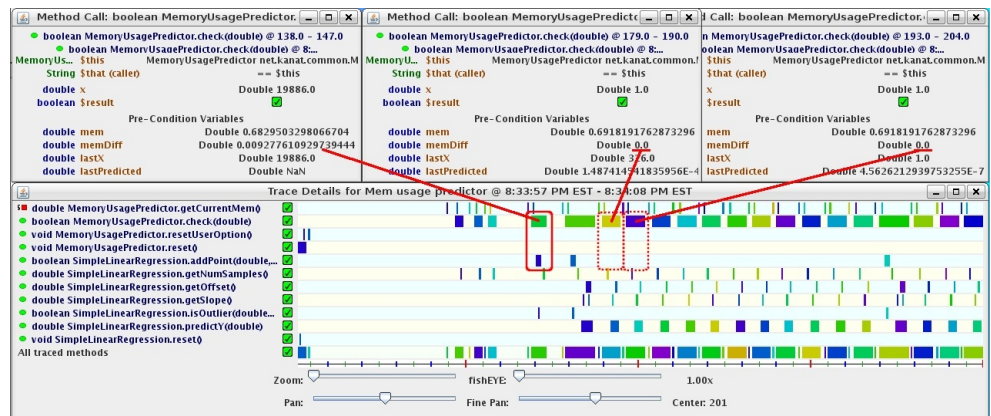 Method Call: boolean MemoryUsagePredictor.
boolean MemoryUsagePredictor.check(double) @ 138.0 - 147.0
boolean MemoryUsagePredictor.check(double) @ 8:...
MemoryUs... $this MemoryUsagePredictor net.kanat.common.M
String $that (caller) == $this
double x Double 19886.0
boolean $result
Pre-Condition Variables
double mem Double 0.6829503298066704
double memDiff Double 0.009277610929739444
double lastX Double 19886.0
double lastPredicted Double NaN
Method Call: boolean MemoryUsagePredictc
boolean MemoryUsagePredictor.check(double) @ 179.0 - 190.0
boolean MemoryUsagePredictor.check(double) @ 8:...
MemoryU... $this MemoryUsagePredictor net.kanat.common.M
String $that (caller) == $this
double x Double 1.0
boolean $result
Pre-Condition Variables
double mem Double 0.6918191762873296
double memDiff Double 0.0
double lastX
double lastPredicted
d Call: boolean MemoryUsagePredictor.
n MemoryUsagePredictor.check(double) @ 193.0 - 204.0
oolean MemoryUsagePredictor.check(double) @ 8:...
$this MemoryUsagePredictor net.kanat.common.M
$that (caller) == $this
x Double 1.0
$result
Pre-Condition Variables
mem Double 0.6918191762873296
memDiff Double 0.0
lastX Double 1.0
lastPredicted Double 4.5626212939753255E-7
Trace Details for Mem usage predictor @ 8:33:57 PM EST - 8:34:08 PM EST
double MemoryUsagePredictor.getCurrentMem()
boolean MemoryUsagePredictor.check(double)
void MemoryUsagePredictor.resetUserOption()
void MemoryUsagePredictor.reset()
boolean SimpleLinearRegression.addPoint(double,...
double SimpleLinearRegression.getNumSamples()
double SimpleLinearRegression.getOffset()
double SimpleLinearRegression.getSlope()
boolean SimpleLinearRegression.isOutlier(double...
double SimpleLinearRegression.predictY(double)
void SimpleLinearRegression.reset()
All traced methods
Zoom: fishEYE: 1.00x
Pan: Fine Pan: Center: 201